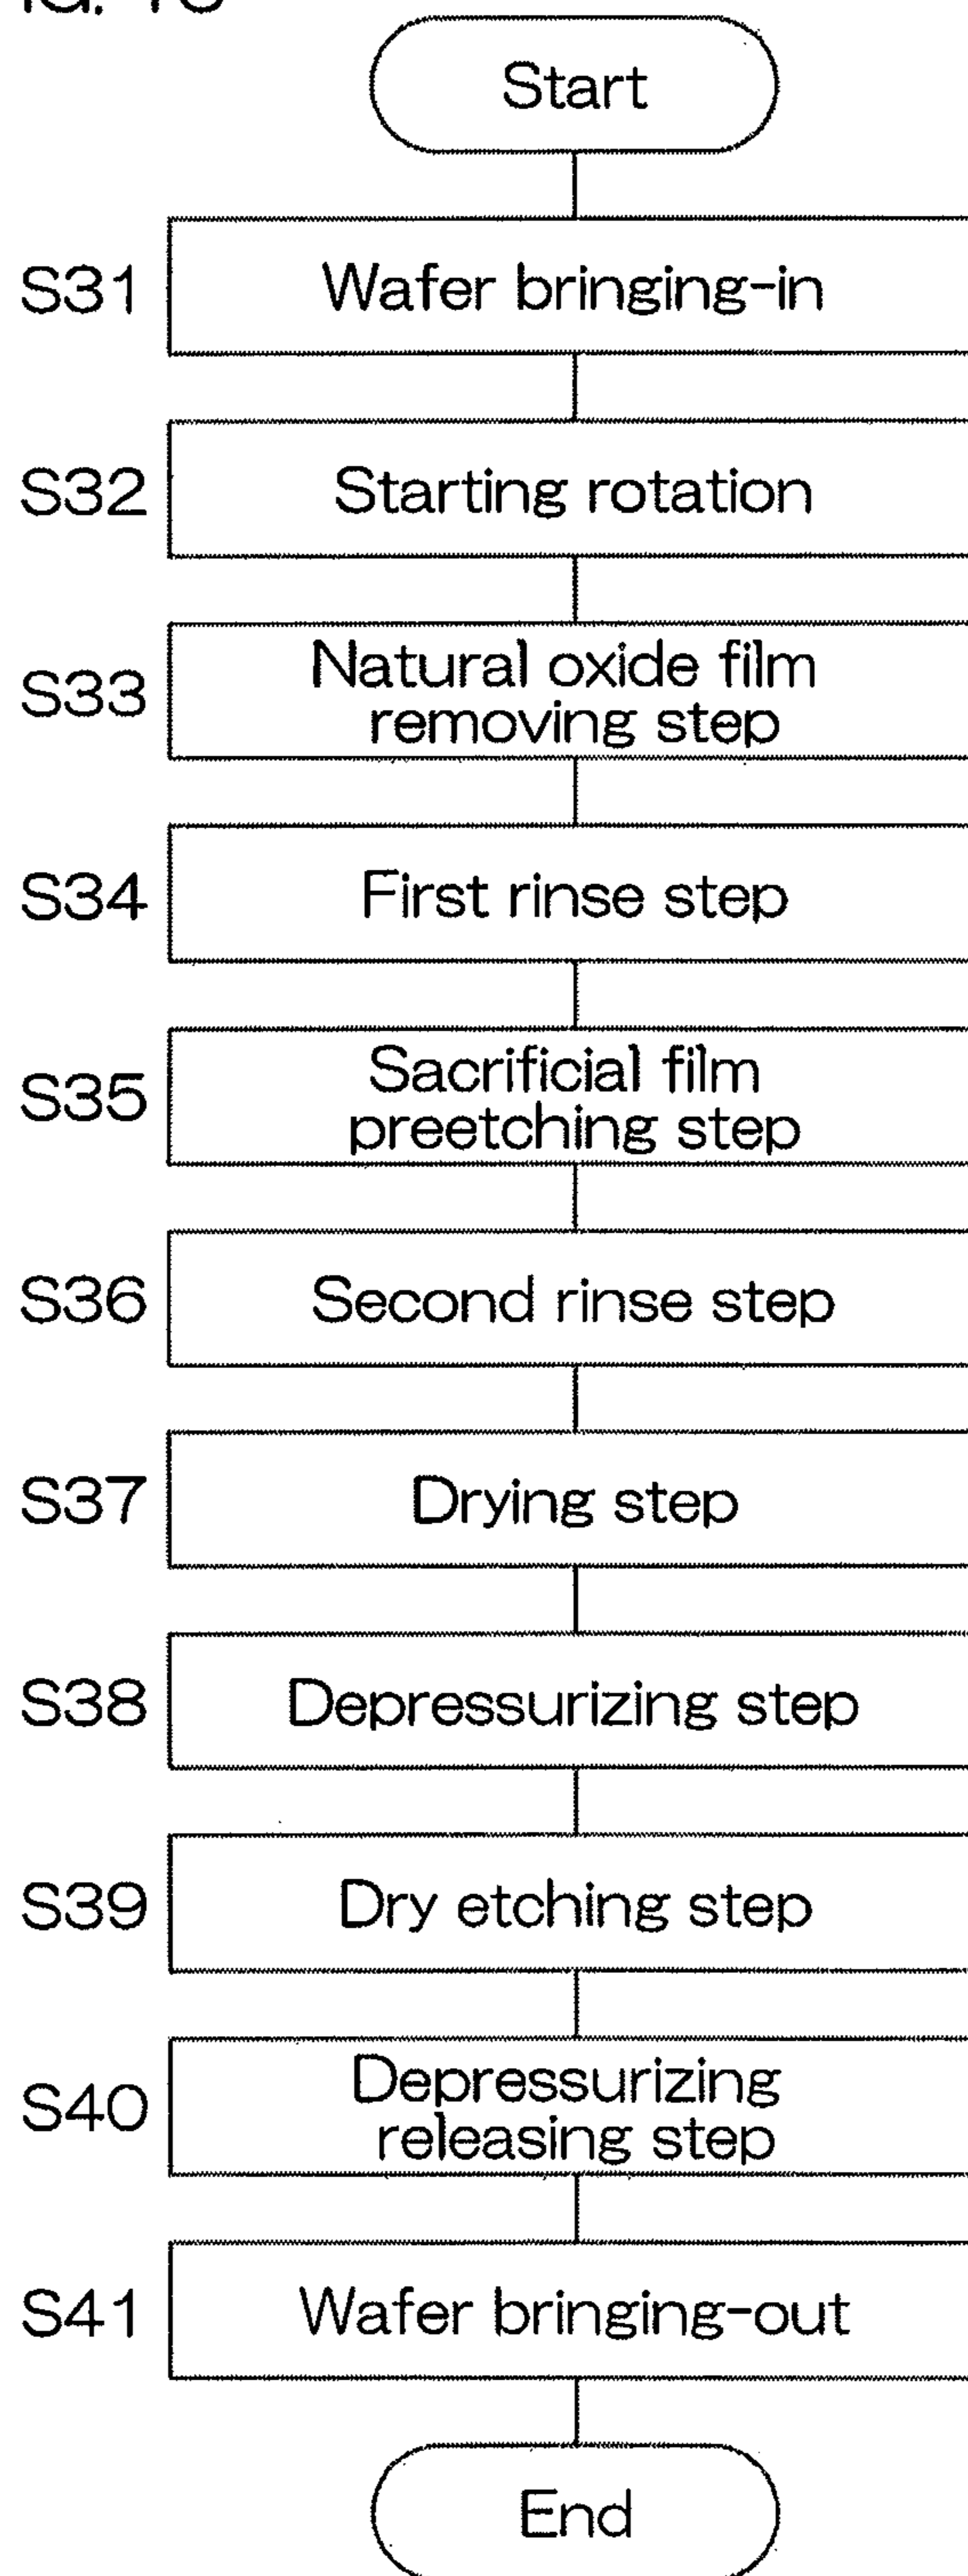 Start
S31 Wafer bringing-in
S32 Starting rotation
Natural oxide film
S33 removing step
S34 First rinse step
Sacrificial film
S35 preetching step
S36 Second rinse step
S37 Drying step
S38 Depressurizing step
S39 Dry etching step
Depressurizing
S40 releasing step
S41 Wafer bringing-out
End